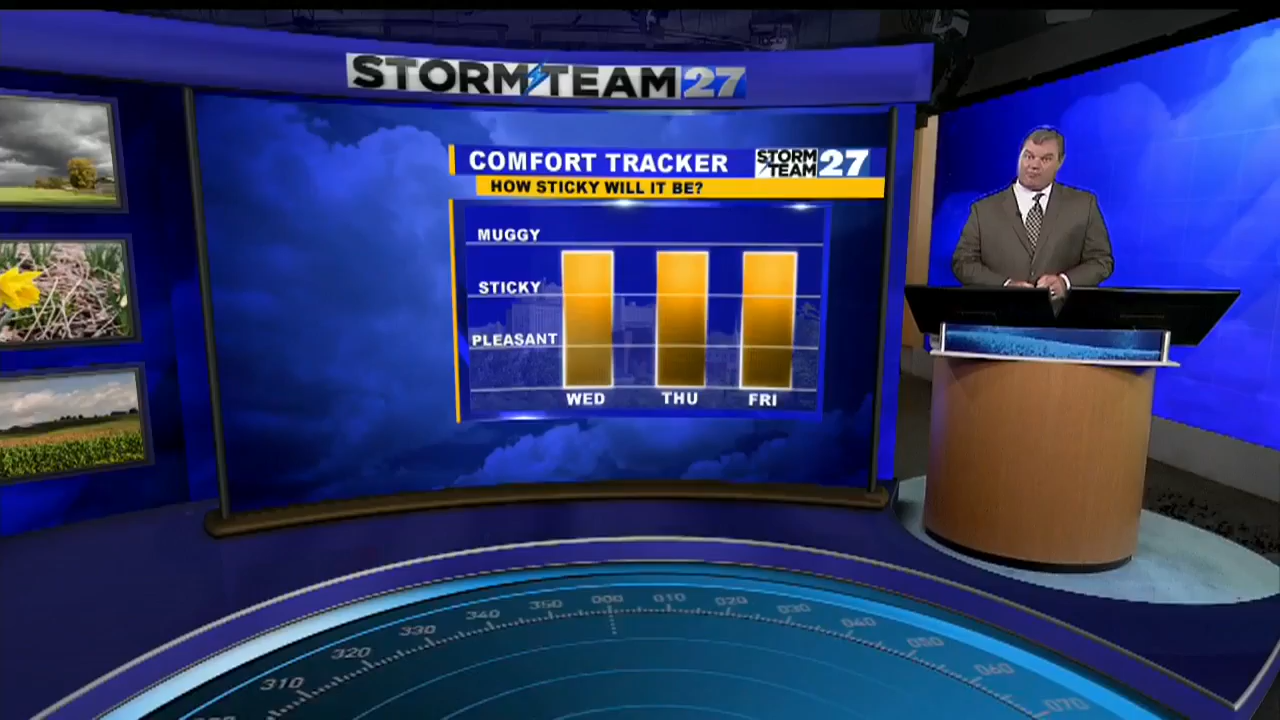 STORM TEAM 27
COMFORT TRACKER
STORM TEAM 27
HOW STICKY WILL IT BE?
MUGGY
STICKY
PLEASANT
WED THU FRI
310 320 330 340 350 000 010 020 030 040 050 060 070